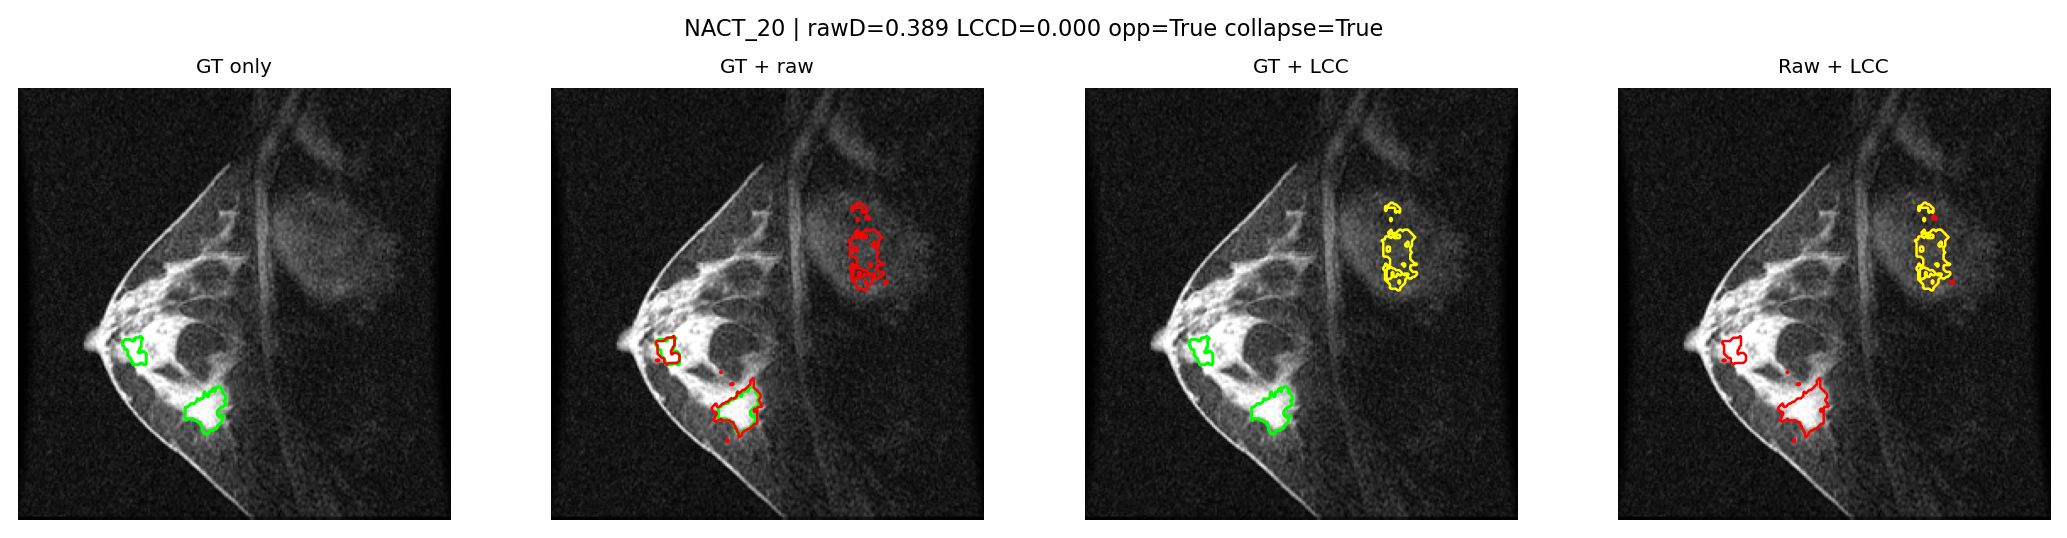 NACT_20 | rawD=0.389 LCCD=0.000 opp=True collapse=True
GT only
GT + raw
GT + LCC
Raw + LCC